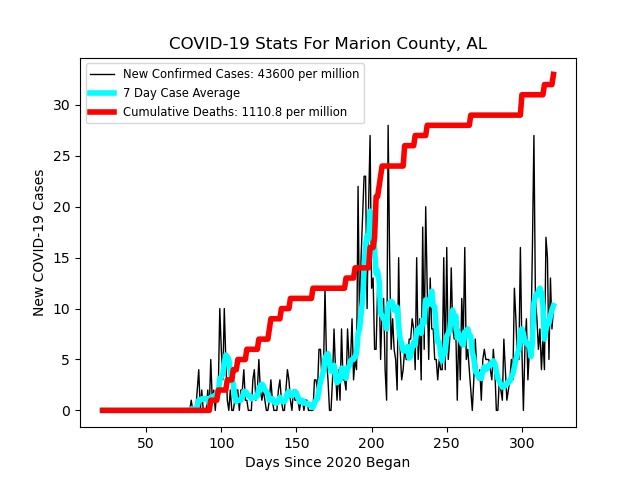 COVID-19 Stats For Marion County, AL
New Confirmed Cases: 43600 per million
7 Day Case Average
Cumulative Deaths: 1110.8 per million
New COVID-19 Cases
30
25
20
15
10
5
0
50 100 150 200 250 300
Days Since 2020 Began